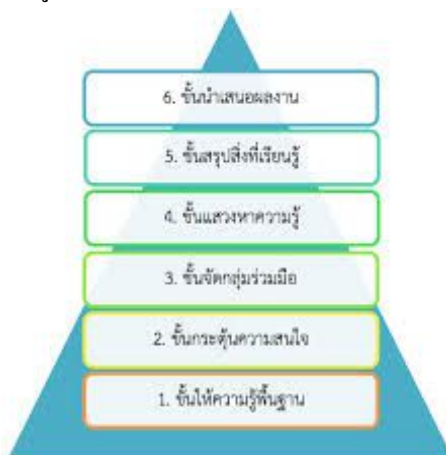 6. ขั้นนำเสนอผลงาน
5. ขั้นสรุปสิ่งที่เรียนรู้
4. ขั้นแสวงหาความรู้
3. ขั้นจัดกลุ่มร่วมมือ
2. ขั้นกระตุ้นความสนใจ
1. ขั้นให้ความรู้พื้นฐาน